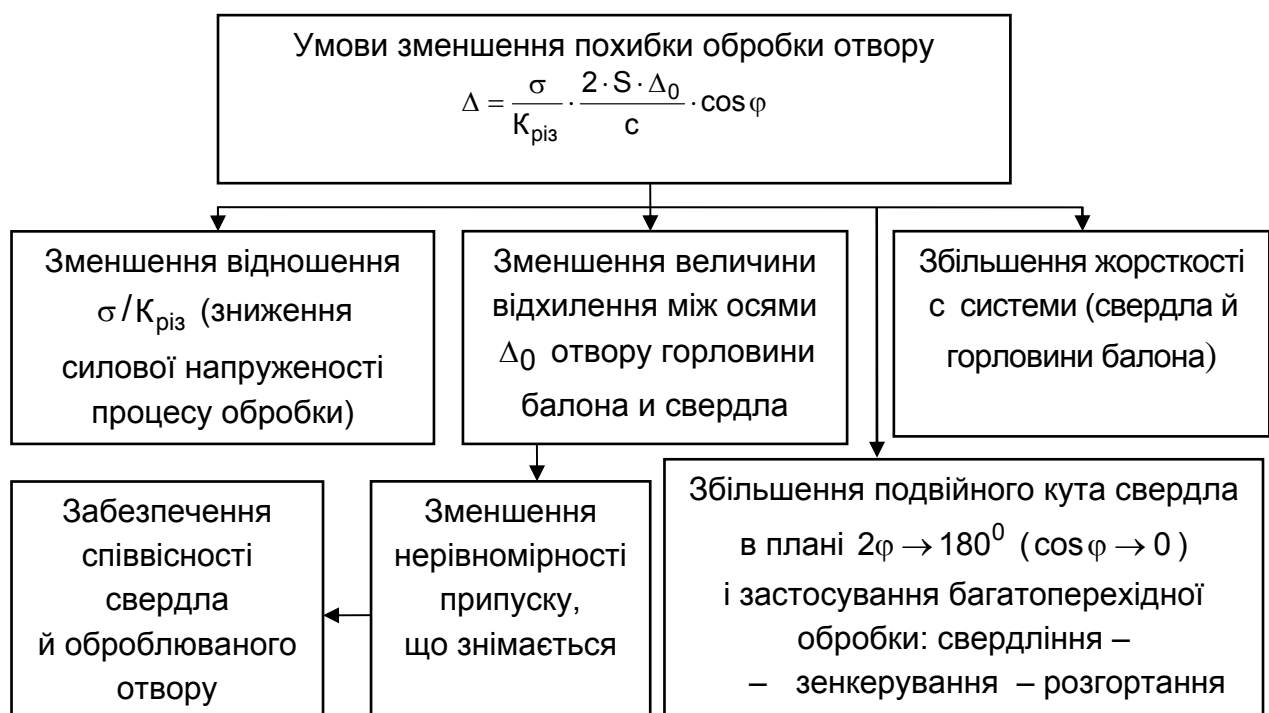 Умови зменшення похибки обробки отвору
Δ = σ/К_різ · 2·S·Δ₀/с · cosφ
Зменшення відношення
σ/К_різ (зниження
силової напруженості
процесу обробки)
Зменшення величини
відхилення між осями
Δ₀ отвору горловини
балона и свердла
Збільшення жорсткості
с системи (свердла й
горловини балона)
Забезпечення
співвісності
свердла
й оброблюваного
отвору
Зменшення
нерівномірності
припуску,
що знімається
Збільшення подвійного кута свердла
в плані 2φ → 180⁰ (cosφ → 0)
і застосування багатоперехідної
обробки: свердління –
– зенкерування – розгортання